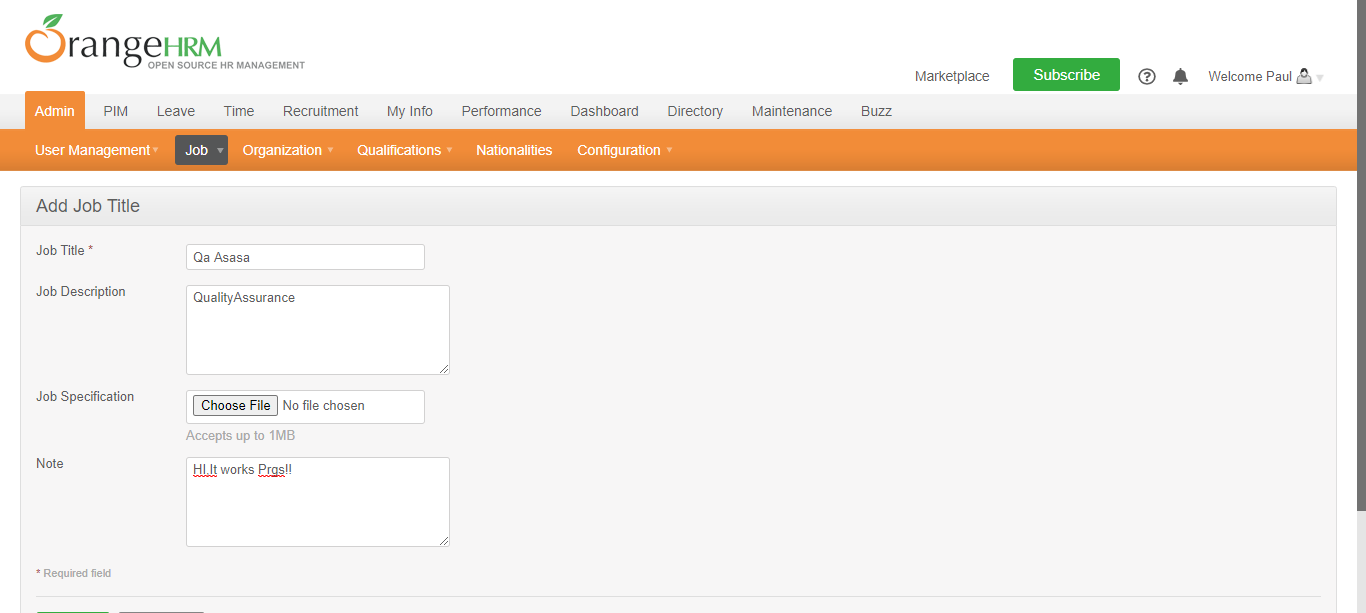 OrangeHRM
OPEN SOURCE HR MANAGEMENT
Marketplace Subscribe Welcome Paul
Admin PIM Leave Time Recruitment My Info Performance Dashboard Directory Maintenance Buzz
User Management Job Organization Qualifications Nationalities Configuration
Add Job Title
Job Title * Qa Asasa
Job Description QualityAssurance
Job Specification Choose File No file chosen
Accepts up to 1MB
Note HI,It works Prgs!!
* Required field